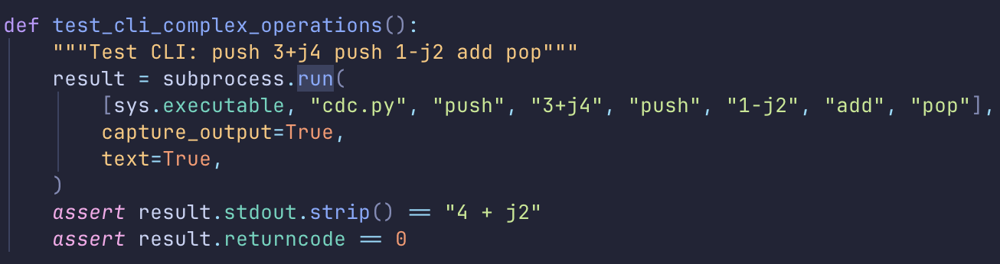 def test_cli_complex_operations():
    """Test CLI: push 3+j4 push 1-j2 add pop"""
    result = subprocess.run(
        [sys.executable, "cdc.py", "push", "3+j4", "push", "1-j2", "add", "pop"],
        capture_output=True,
        text=True,
    )
    assert result.stdout.strip() == "4 + j2"
    assert result.returncode == 0